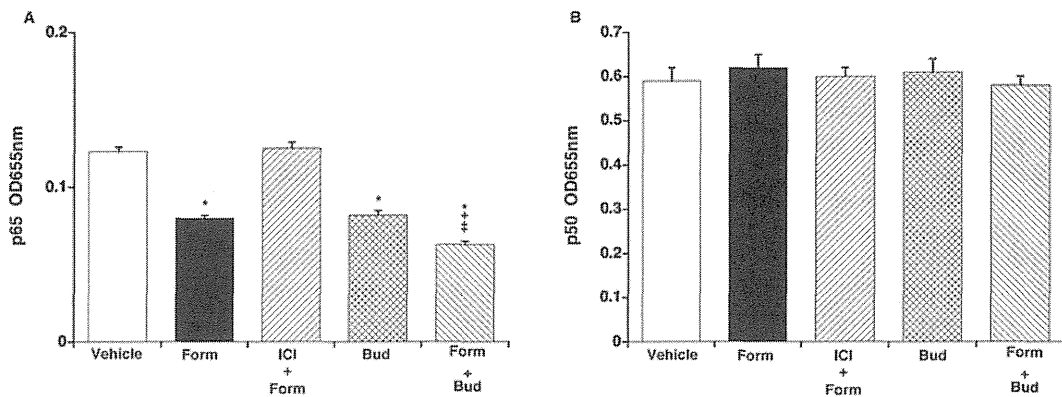 A
p65 OD655nm
0.2
0.1
0
*
*
*
+
‡
Vehicle
Form
ICI
+
Form
Bud
Form
+
Bud
B
p50 OD655nm
0.7
0.6
0.5
0.4
0.3
0.2
0.1
0
Vehicle
Form
ICI
+
Form
Bud
Form
+
Bud